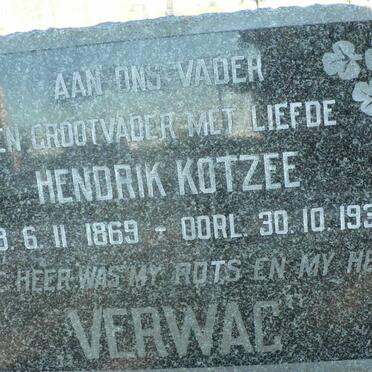 AAN ONS VADER
EN GROOTVADER MET LIEFDE
HENDRIK KOTZEE
6.11 1869 - OORL. 30.10.193
HEER WAS MY ROTS EN MY HE
VERWAG